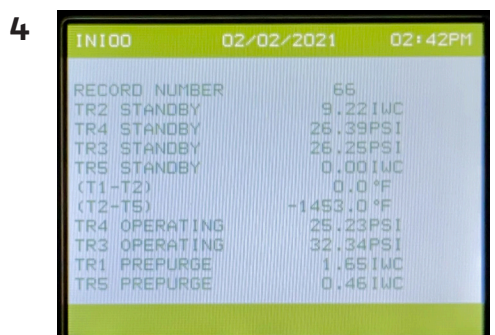 4
INI00 02/02/2021 02:42PM
RECORD NUMBER 66
TR2 STANDBY 9.22IWC
TR4 STANDBY 26.39PSI
TR3 STANDBY 26.25PSI
TR5 STANDBY 0.00IWC
(T1-T2) 0.0 °F
(T2-T5) -1453.0 °F
TR4 OPERATING 25.23PSI
TR3 OPERATING 32.34PSI
TR1 PREPURGE 1.65IWC
TR5 PREPURGE 0.46IWC